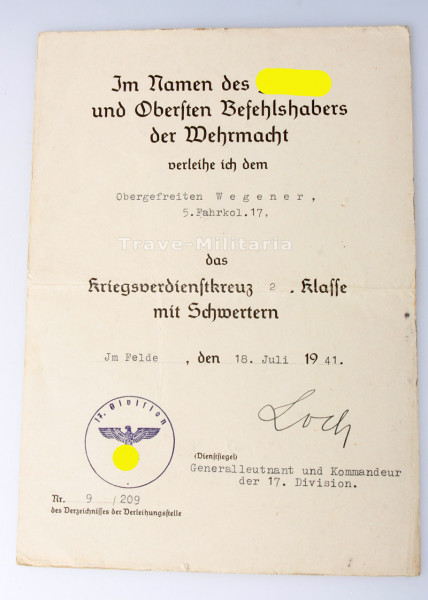 Im Namen des
und Obersten Befehlshabers
der Wehrmacht
verleihe ich dem
Obergefreiten Wegener,
5.Fahrkol.17,
Trave-Militaria
das
Kriegsverdienstkreuz 2. Klasse
mit Schwertern
Jm Felde, den 18. Juli 1941.
17. Division
Loch
(Dienstsiegel)
Generalleutnant und Kommandeur
der 17. Division.
Nr. 9 / 209
des Verzeichnisses der Verleihungsstelle